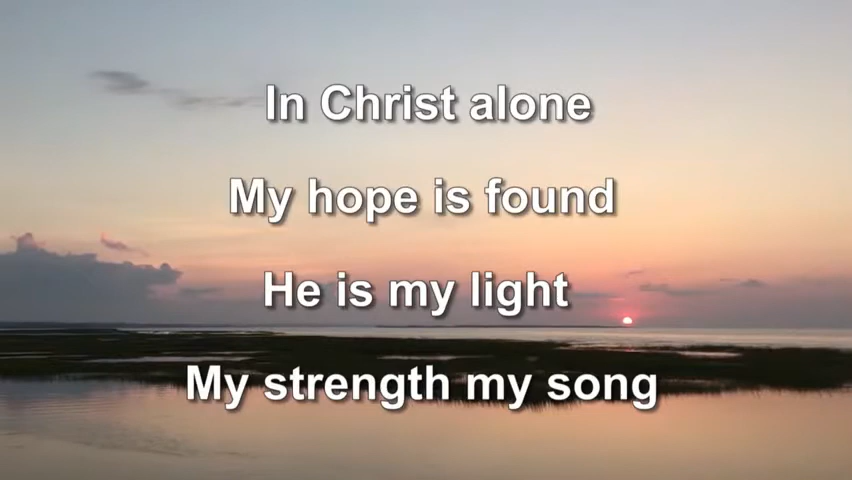 In Christ alone
My hope is found
He is my light
My strength my song